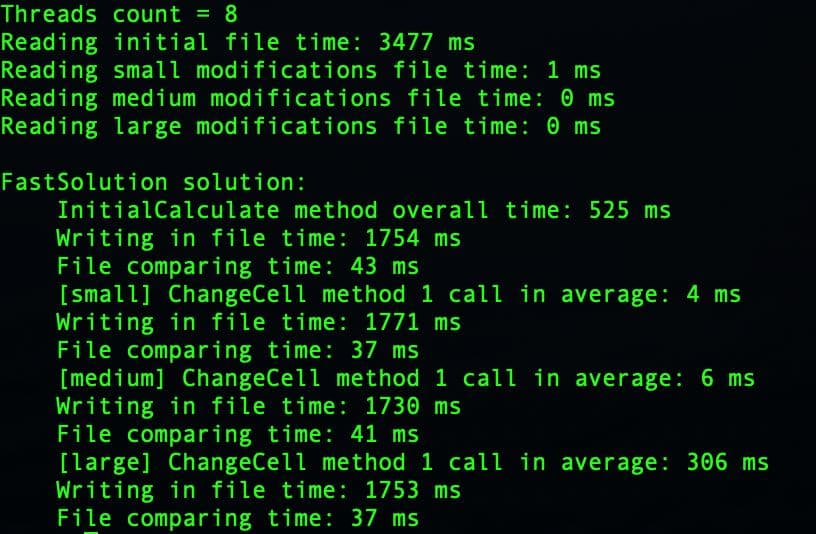 Threads count = 8
Reading initial file time: 3477 ms
Reading small modifications file time: 1 ms
Reading medium modifications file time: 0 ms
Reading large modifications file time: 0 ms
FastSolution solution:
InitialCalculate method overall time: 525 ms
Writing in file time: 1754 ms
File comparing time: 43 ms
[small] ChangeCell method 1 call in average: 4 ms
Writing in file time: 1771 ms
File comparing time: 37 ms
[medium] ChangeCell method 1 call in average: 6 ms
Writing in file time: 1730 ms
File comparing time: 41 ms
[large] ChangeCell method 1 call in average: 306 ms
Writing in file time: 1753 ms
File comparing time: 37 ms